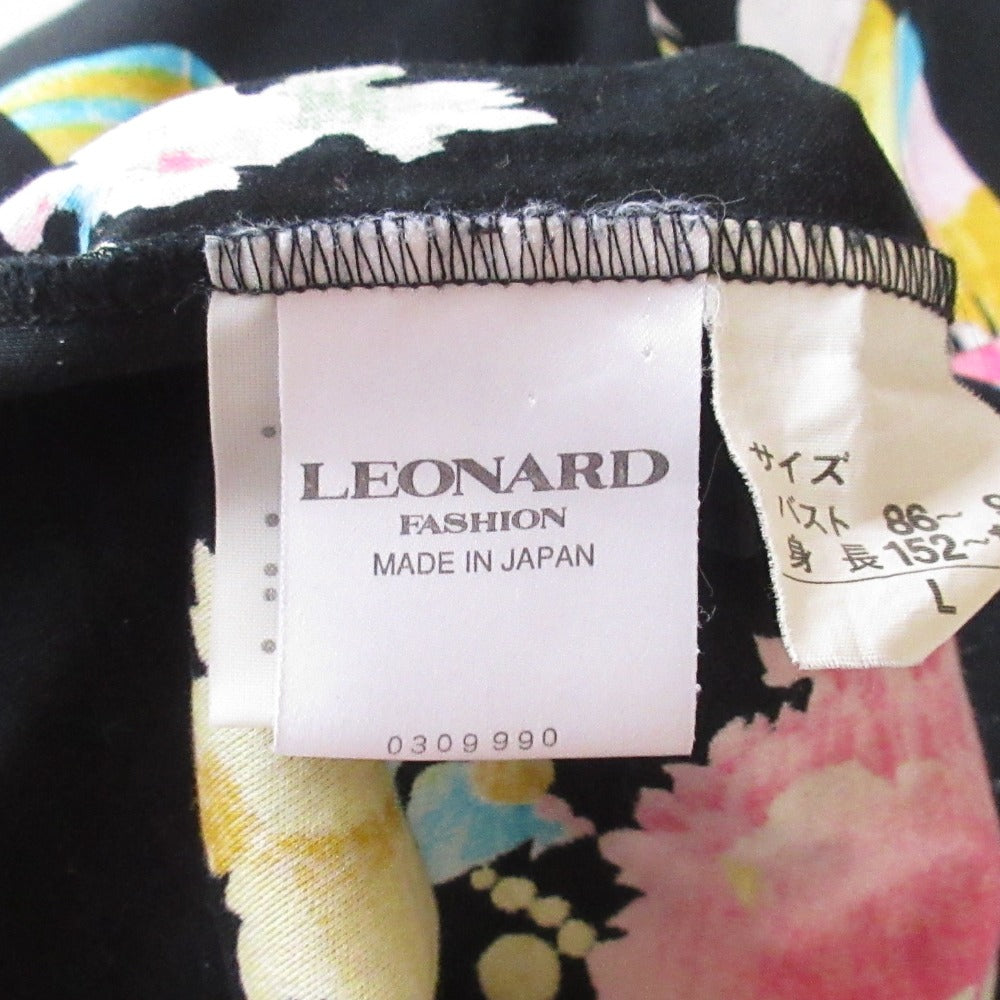 LEONARD
FASHION
MADE IN JAPAN
0309990
サイズ
バスト 86~
身 長 152~
L